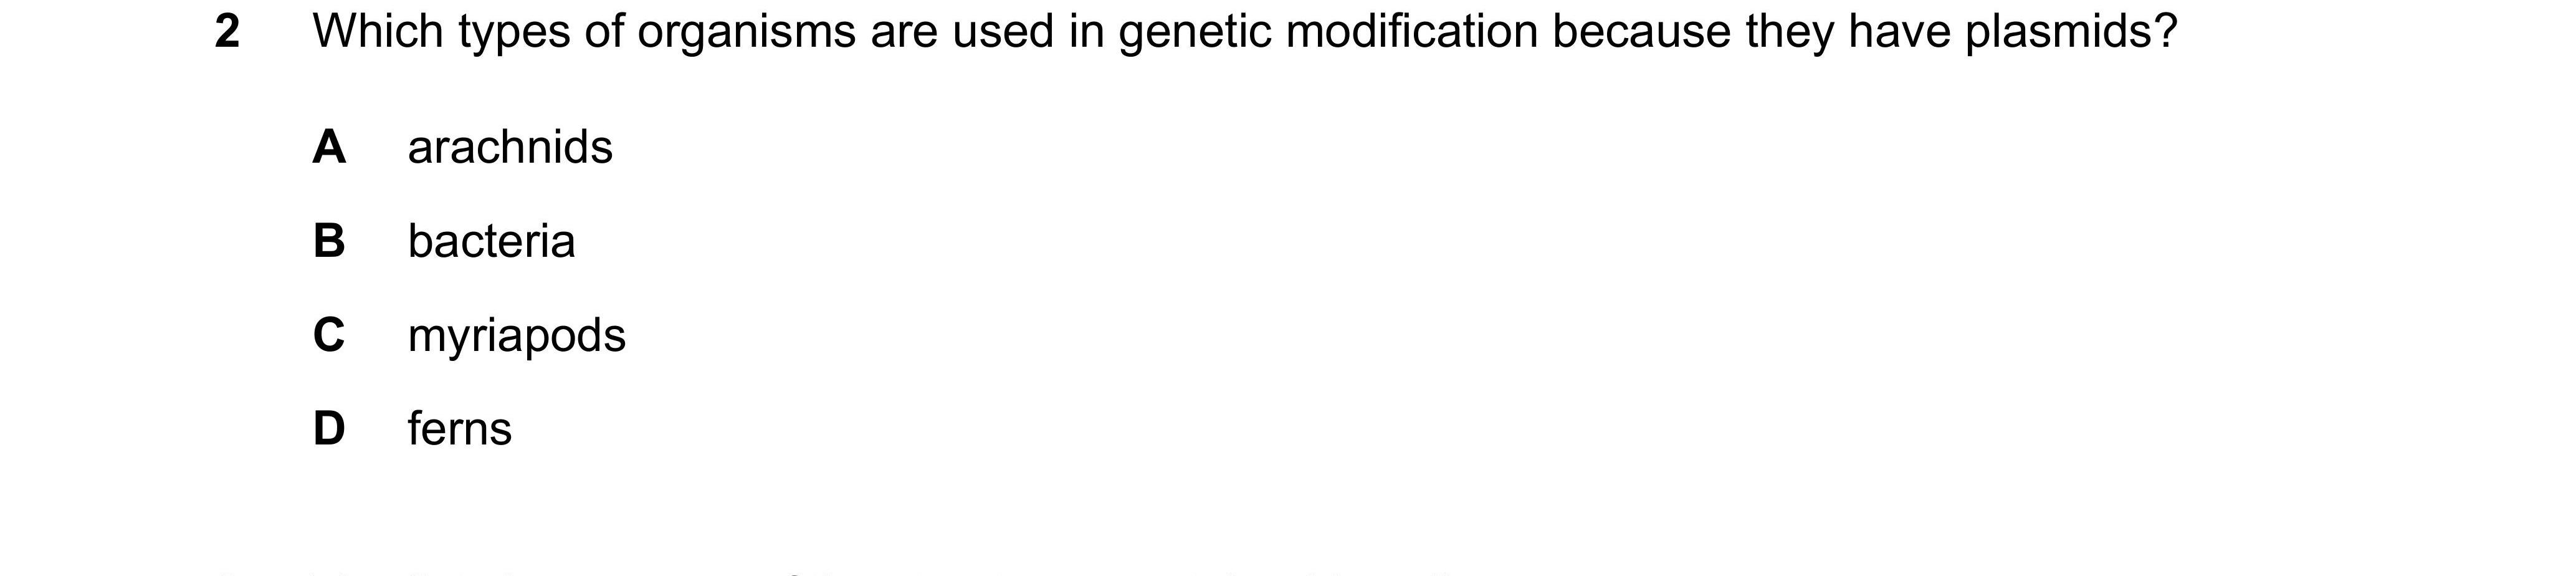 2 Which types of organisms are used in genetic modification because they have plasmids?
A arachnids
B bacteria
C myriapods
D ferns